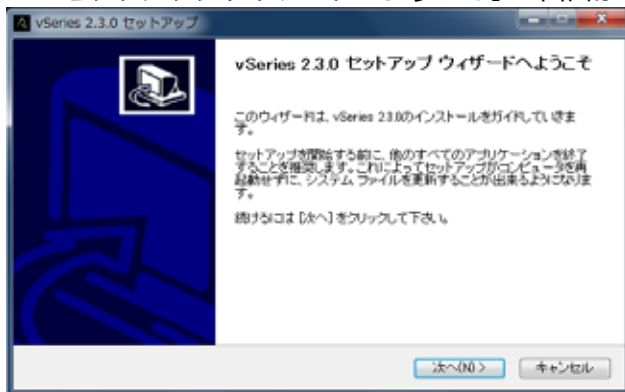 vSeries 2.3.0 セットアップ
vSeries 2.3.0 セットアップ ウィザードへようこそ
このウィザードは、vSeries 2.3.0のインストールをガイドしていきま
す。
セットアップを開始する前に、他のすべてのアプリケーションを終了
することを推奨します。これによってセットアップがコンピュータを再
起動せずに、システム ファイルを更新することが出来るようになりま
す。
続けるには [次へ] をクリックして下さい。
次へ(N) >
キャンセル